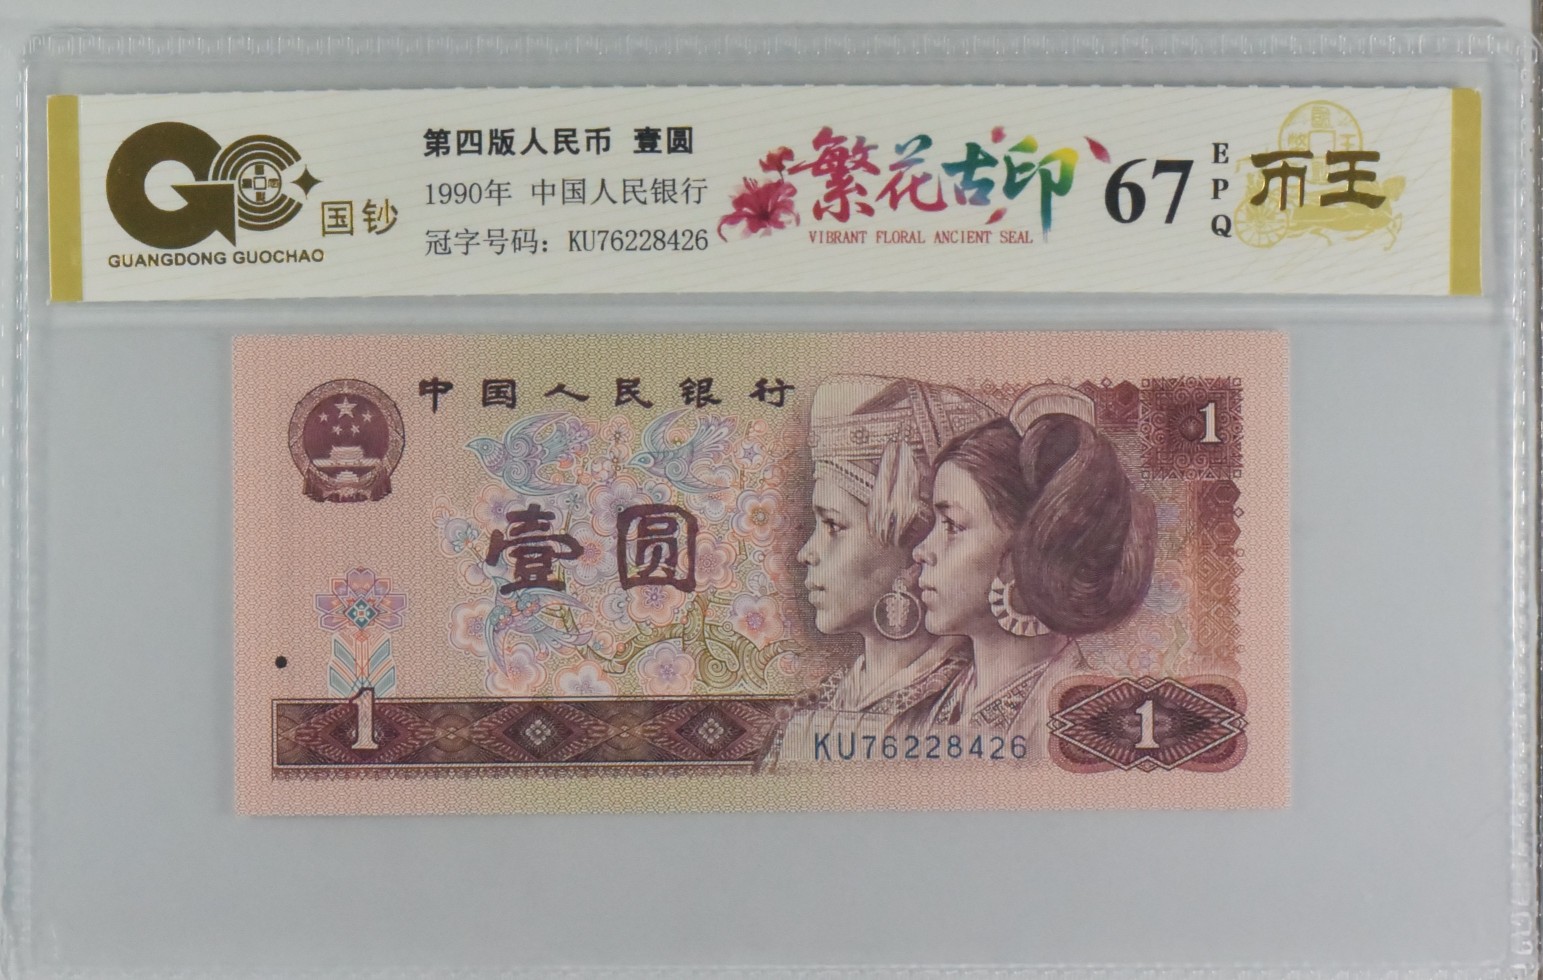 国钞
GUANGDONG GUOCHAO
第四版人民币 壹圆
1990年 中国人民银行
冠字号码：KU76228426
繁花古印
VIBRANT FLORAL ANCIENT SEAL
67
EPQ
币王
中国人民银行
1
壹圆
1
KU76228426
1